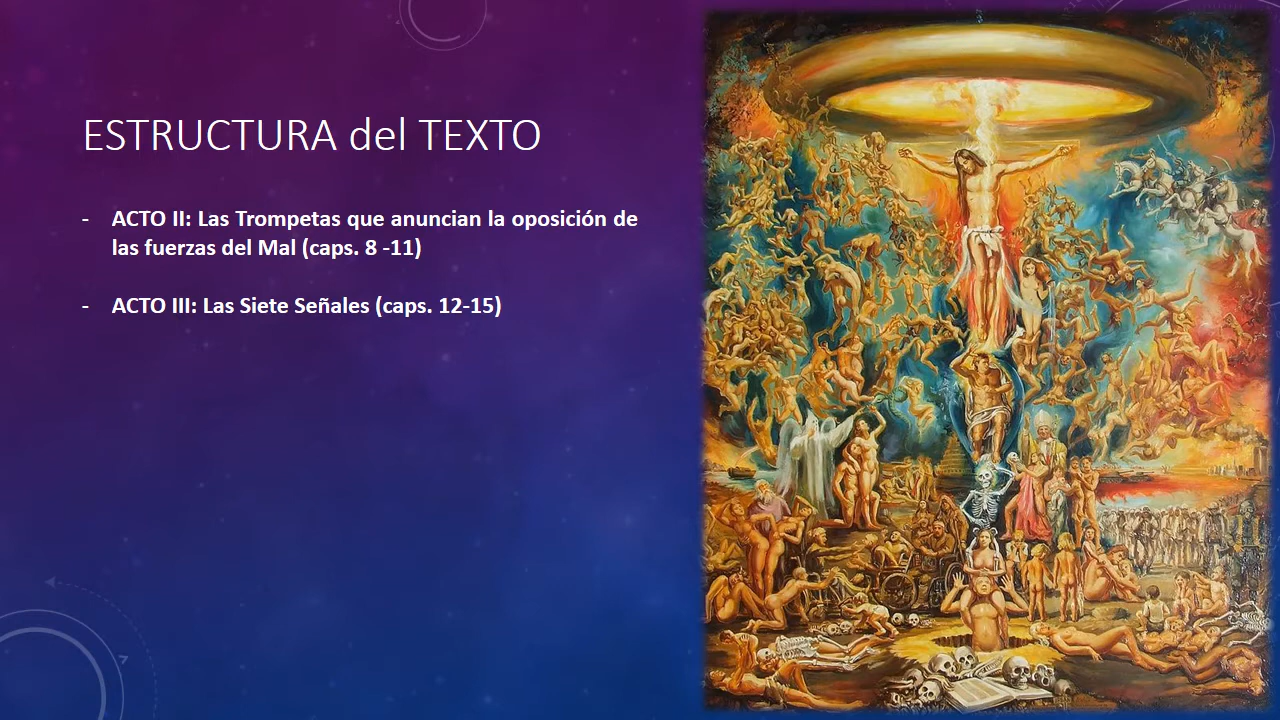 ESTRUCTURA del TEXTO
- ACTO II: Las Trompetas que anuncian la oposición de
las fuerzas del Mal (caps. 8 -11)
- ACTO III: Las Siete Señales (caps. 12-15)